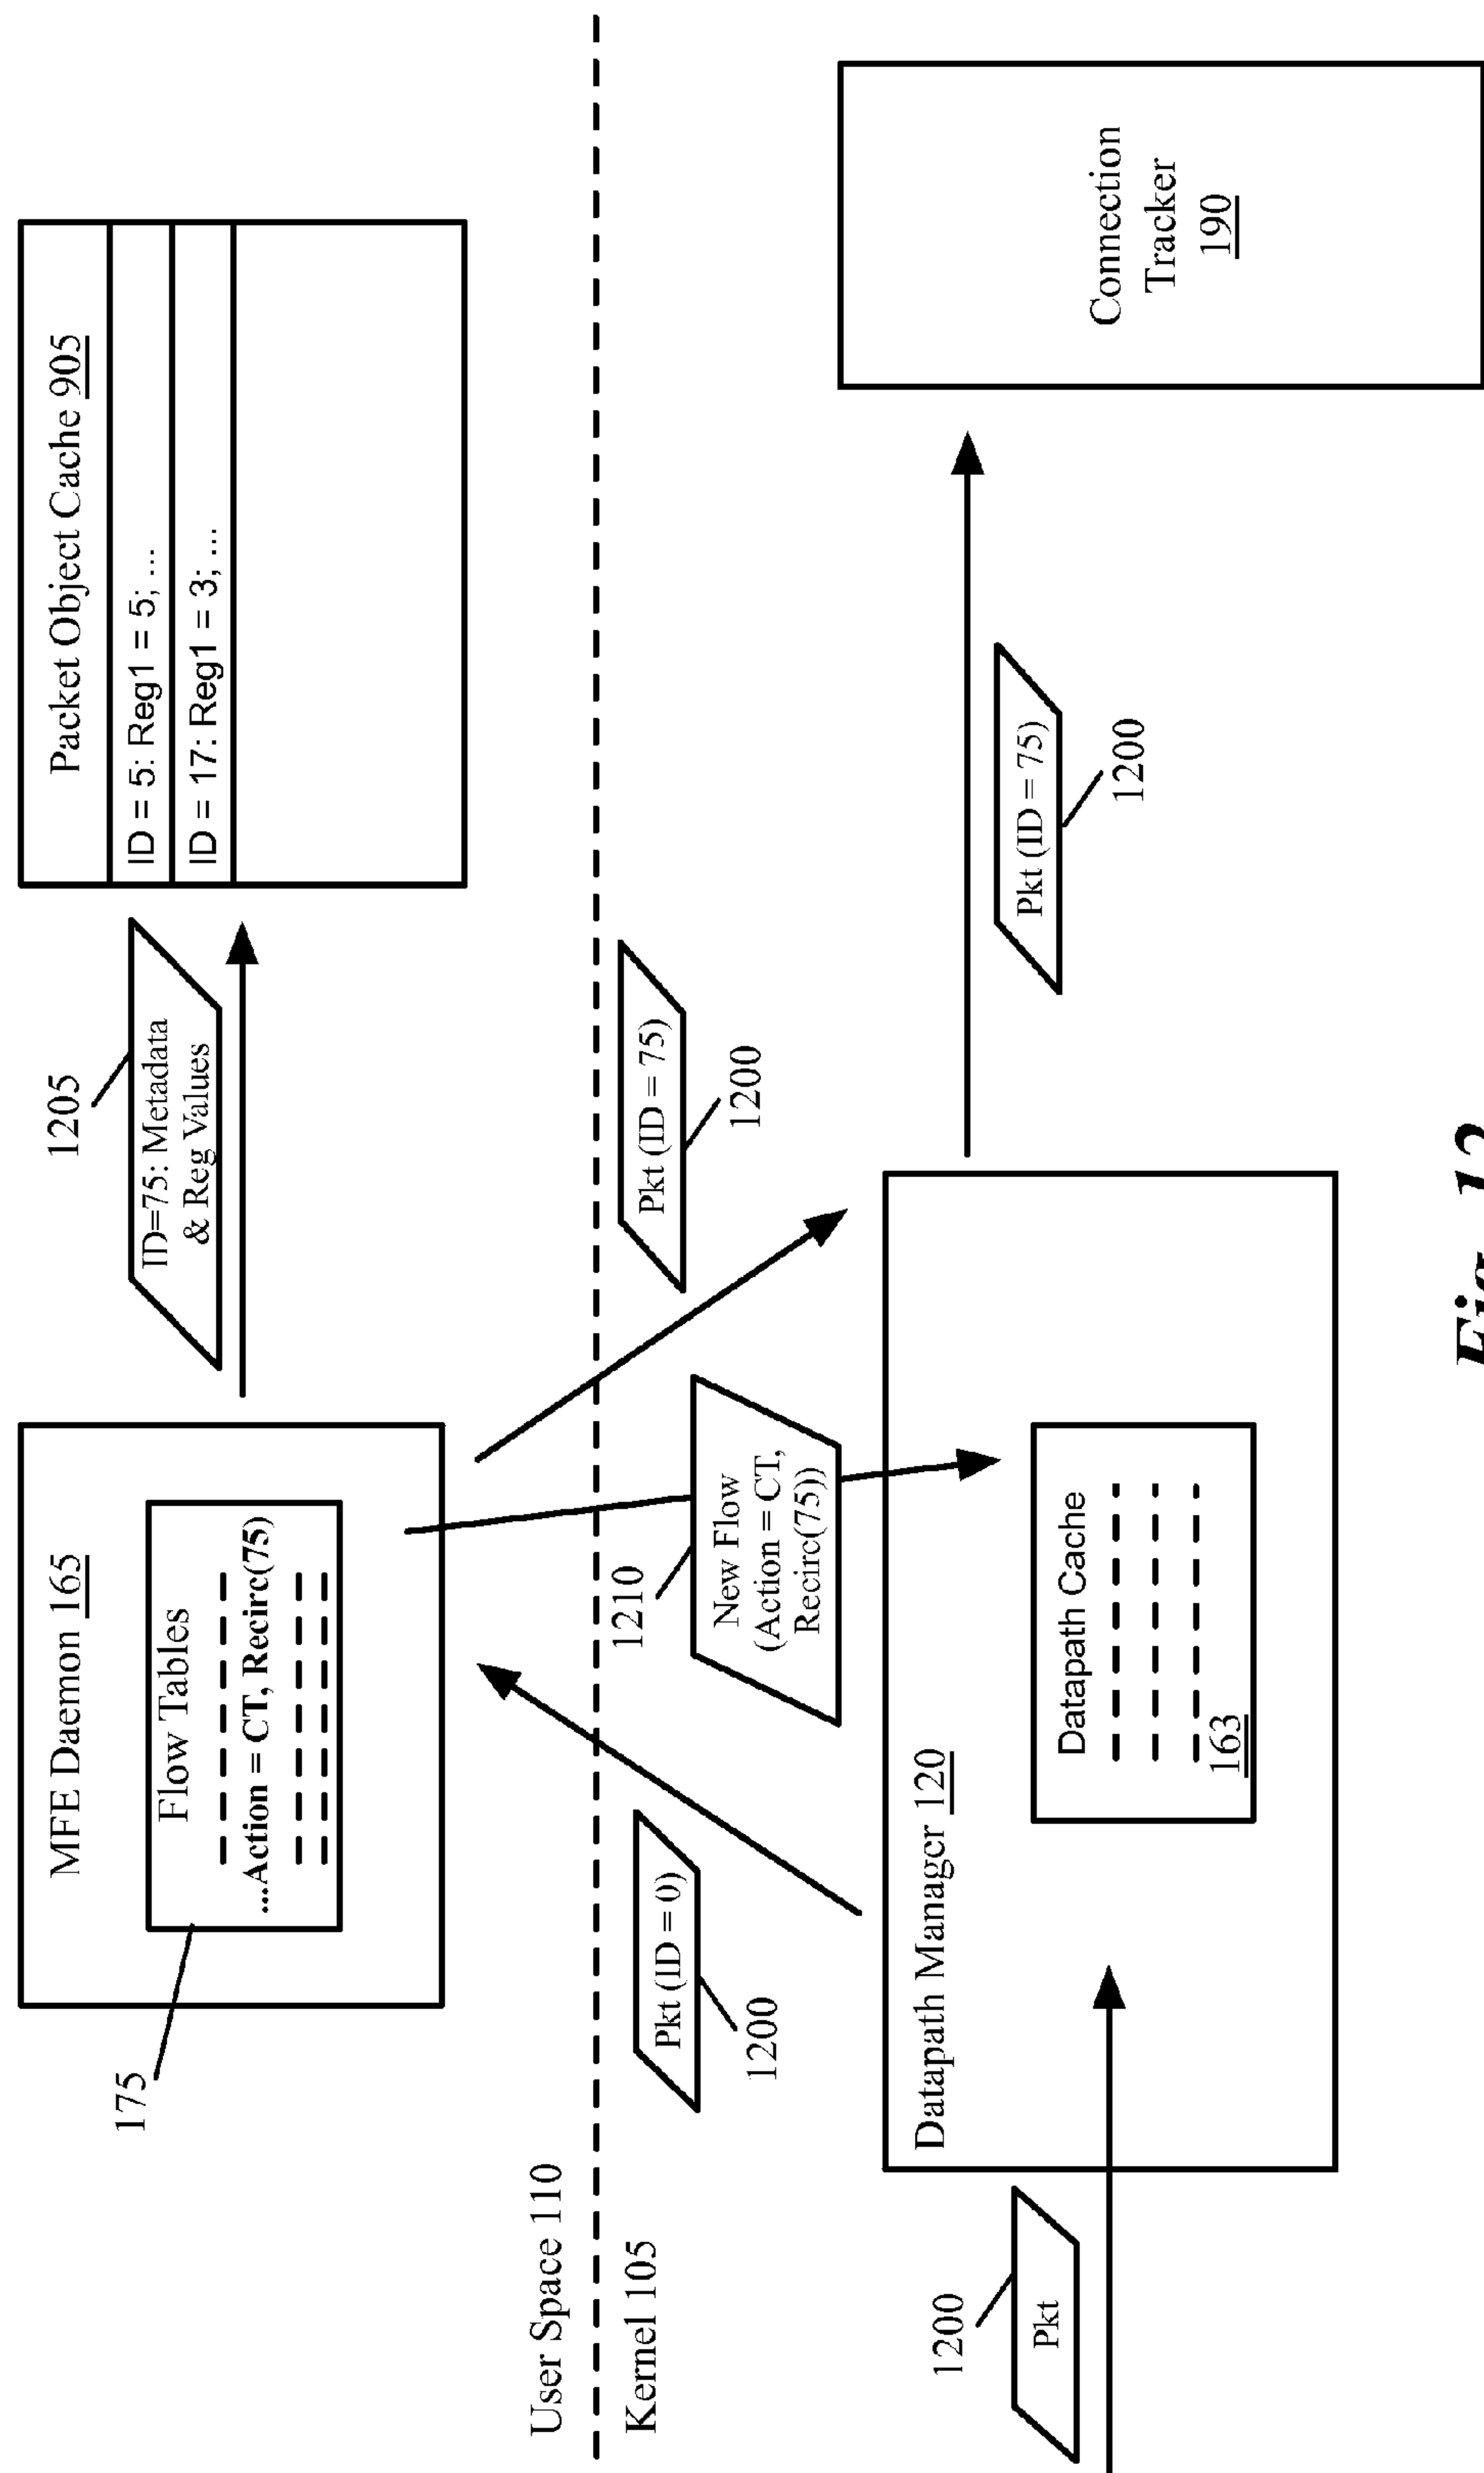 MFE Daemon 165
Flow Tables
...Action = CT, Recirc(75)
175
1205
ID=75: Metadata
& Reg Values
Packet Object Cache 905
ID = 5: Reg1 = 5; ...
ID = 17: Reg1 = 3; ...
User Space 110
Kernel 105
Pkt (ID = 0)
1200
1210
New Flow
(Action = CT,
Recirc(75))
Pkt (ID = 75)
1200
1200
Pkt
Datapath Manager 120
Datapath Cache
163
Pkt (ID = 75)
1200
Connection
Tracker
190
Fig. 12